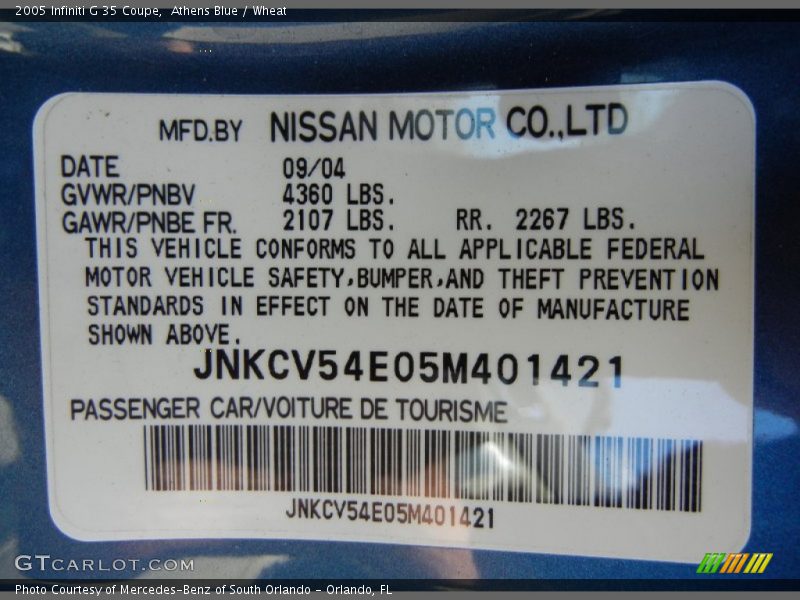 2005 Infiniti G 35 Coupe,  Athens Blue / Wheat
MFD.BY NISSAN MOTOR CO.,LTD
DATE 09/04
GVWR/PNBV 4360 LBS.
GAWR/PNBE FR. 2107 LBS. RR. 2267 LBS.
THIS VEHICLE CONFORMS TO ALL APPLICABLE FEDERAL
MOTOR VEHICLE SAFETY,BUMPER,AND THEFT PREVENTION
STANDARDS IN EFFECT ON THE DATE OF MANUFACTURE
SHOWN ABOVE.
JNKCV54E05M401421
PASSENGER CAR/VOITURE DE TOURISME
JNKCV54E05M401421
GTCARLOT.COM
Photo Courtesy of Mercedes-Benz of South Orlando - Orlando, FL